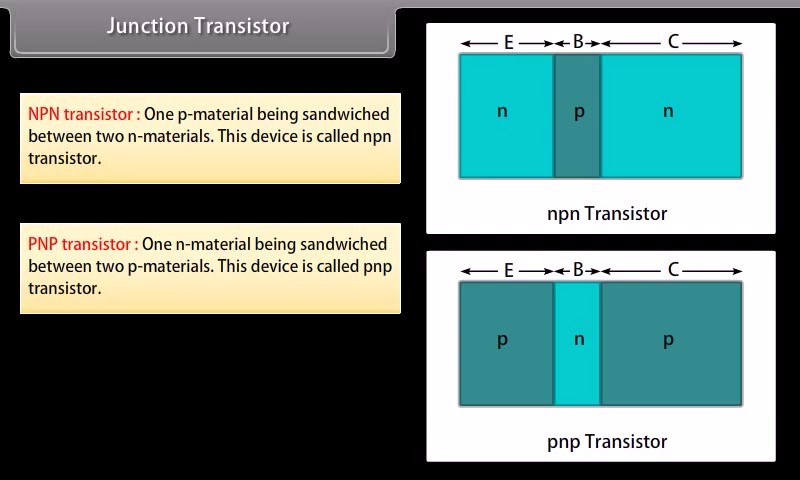 Junction Transistor
NPN transistor : One p-material being sandwiched
between two n-materials. This device is called npn
transistor.
PNP transistor : One n-material being sandwiched
between two p-materials. This device is called pnp
transistor.
E B C
n p n
npn Transistor
E B C
p n p
pnp Transistor